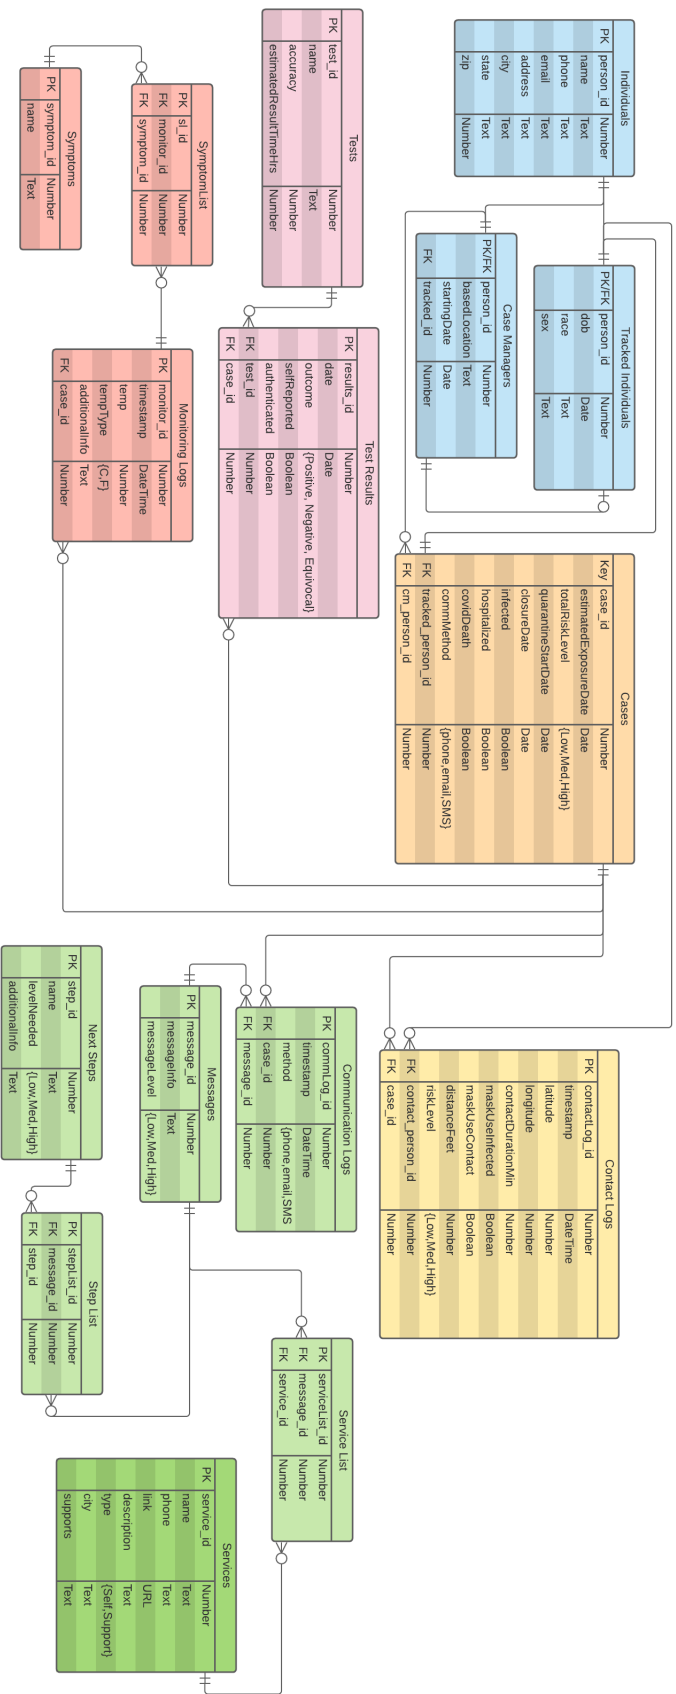 Individuals
PK person_id Number
name Text
phone Text
email Text
address Text
city Text
state Text
zip Number
Tracked Individuals
PK/FK person_id Number
dob Date
race Text
sex Text
Case Managers
PK/FK person_id Number
basedLocation Text
startingDate Date
FK tracked_id Number
Cases
Key case_id Number
estimatedExposureDate Date
totalRiskLevel {Low,Med,High}
quarantineStartDate Date
closureDate Date
infected Boolean
hospitalized Boolean
covidDeath Boolean
commMethod {phone,email,SMS}
FK tracked_person_id Number
FK cm_person_id Number
Contact Logs
PK contactLog_id Number
timestamp DateTime
latitude Number
longitude Number
contactDurationMin Number
maskUseInfected Boolean
maskUseContact Boolean
distanceFeet Number
riskLevel {Low,Med,High}
FK contact_person_id Number
FK case_id Number
Tests
PK test_id Number
name Text
accuracy Number
estimatedResultTimeHrs Number
Test Results
PK results_id Number
date Date
outcome {Positive, Negative, Equivocal}
selfReported Boolean
authenticated Boolean
FK test_id Number
FK case_id Number
Communication Logs
PK commLog_id Number
timestamp DateTime
method {phone,email,SMS
FK case_id Number
FK message_id Number
Service List
PK serviceList_id Number
FK message_id Number
FK service_id Number
SymptomList
PK sl_id Number
FK monitor_id Number
FK symptom_id Number
Monitoring Logs
PK monitor_id Number
timestamp DateTime
temp Number
tempType {C,F}
additionalInfo Text
FK case_id Number
Messages
PK message_id Number
messageInfo Text
messageLevel {Low,Med,High}
Services
PK service_id Number
name Text
phone Text
link URL
description Text
type {Self,Support}
city Text
supports Text
Symptoms
PK symptom_id Number
name Text
Next Steps
PK step_id Number
name Text
levelNeeded {Low,Med,High}
additionalInfo Text
Step List
PK stepList_id Number
FK message_id Number
FK step_id Number